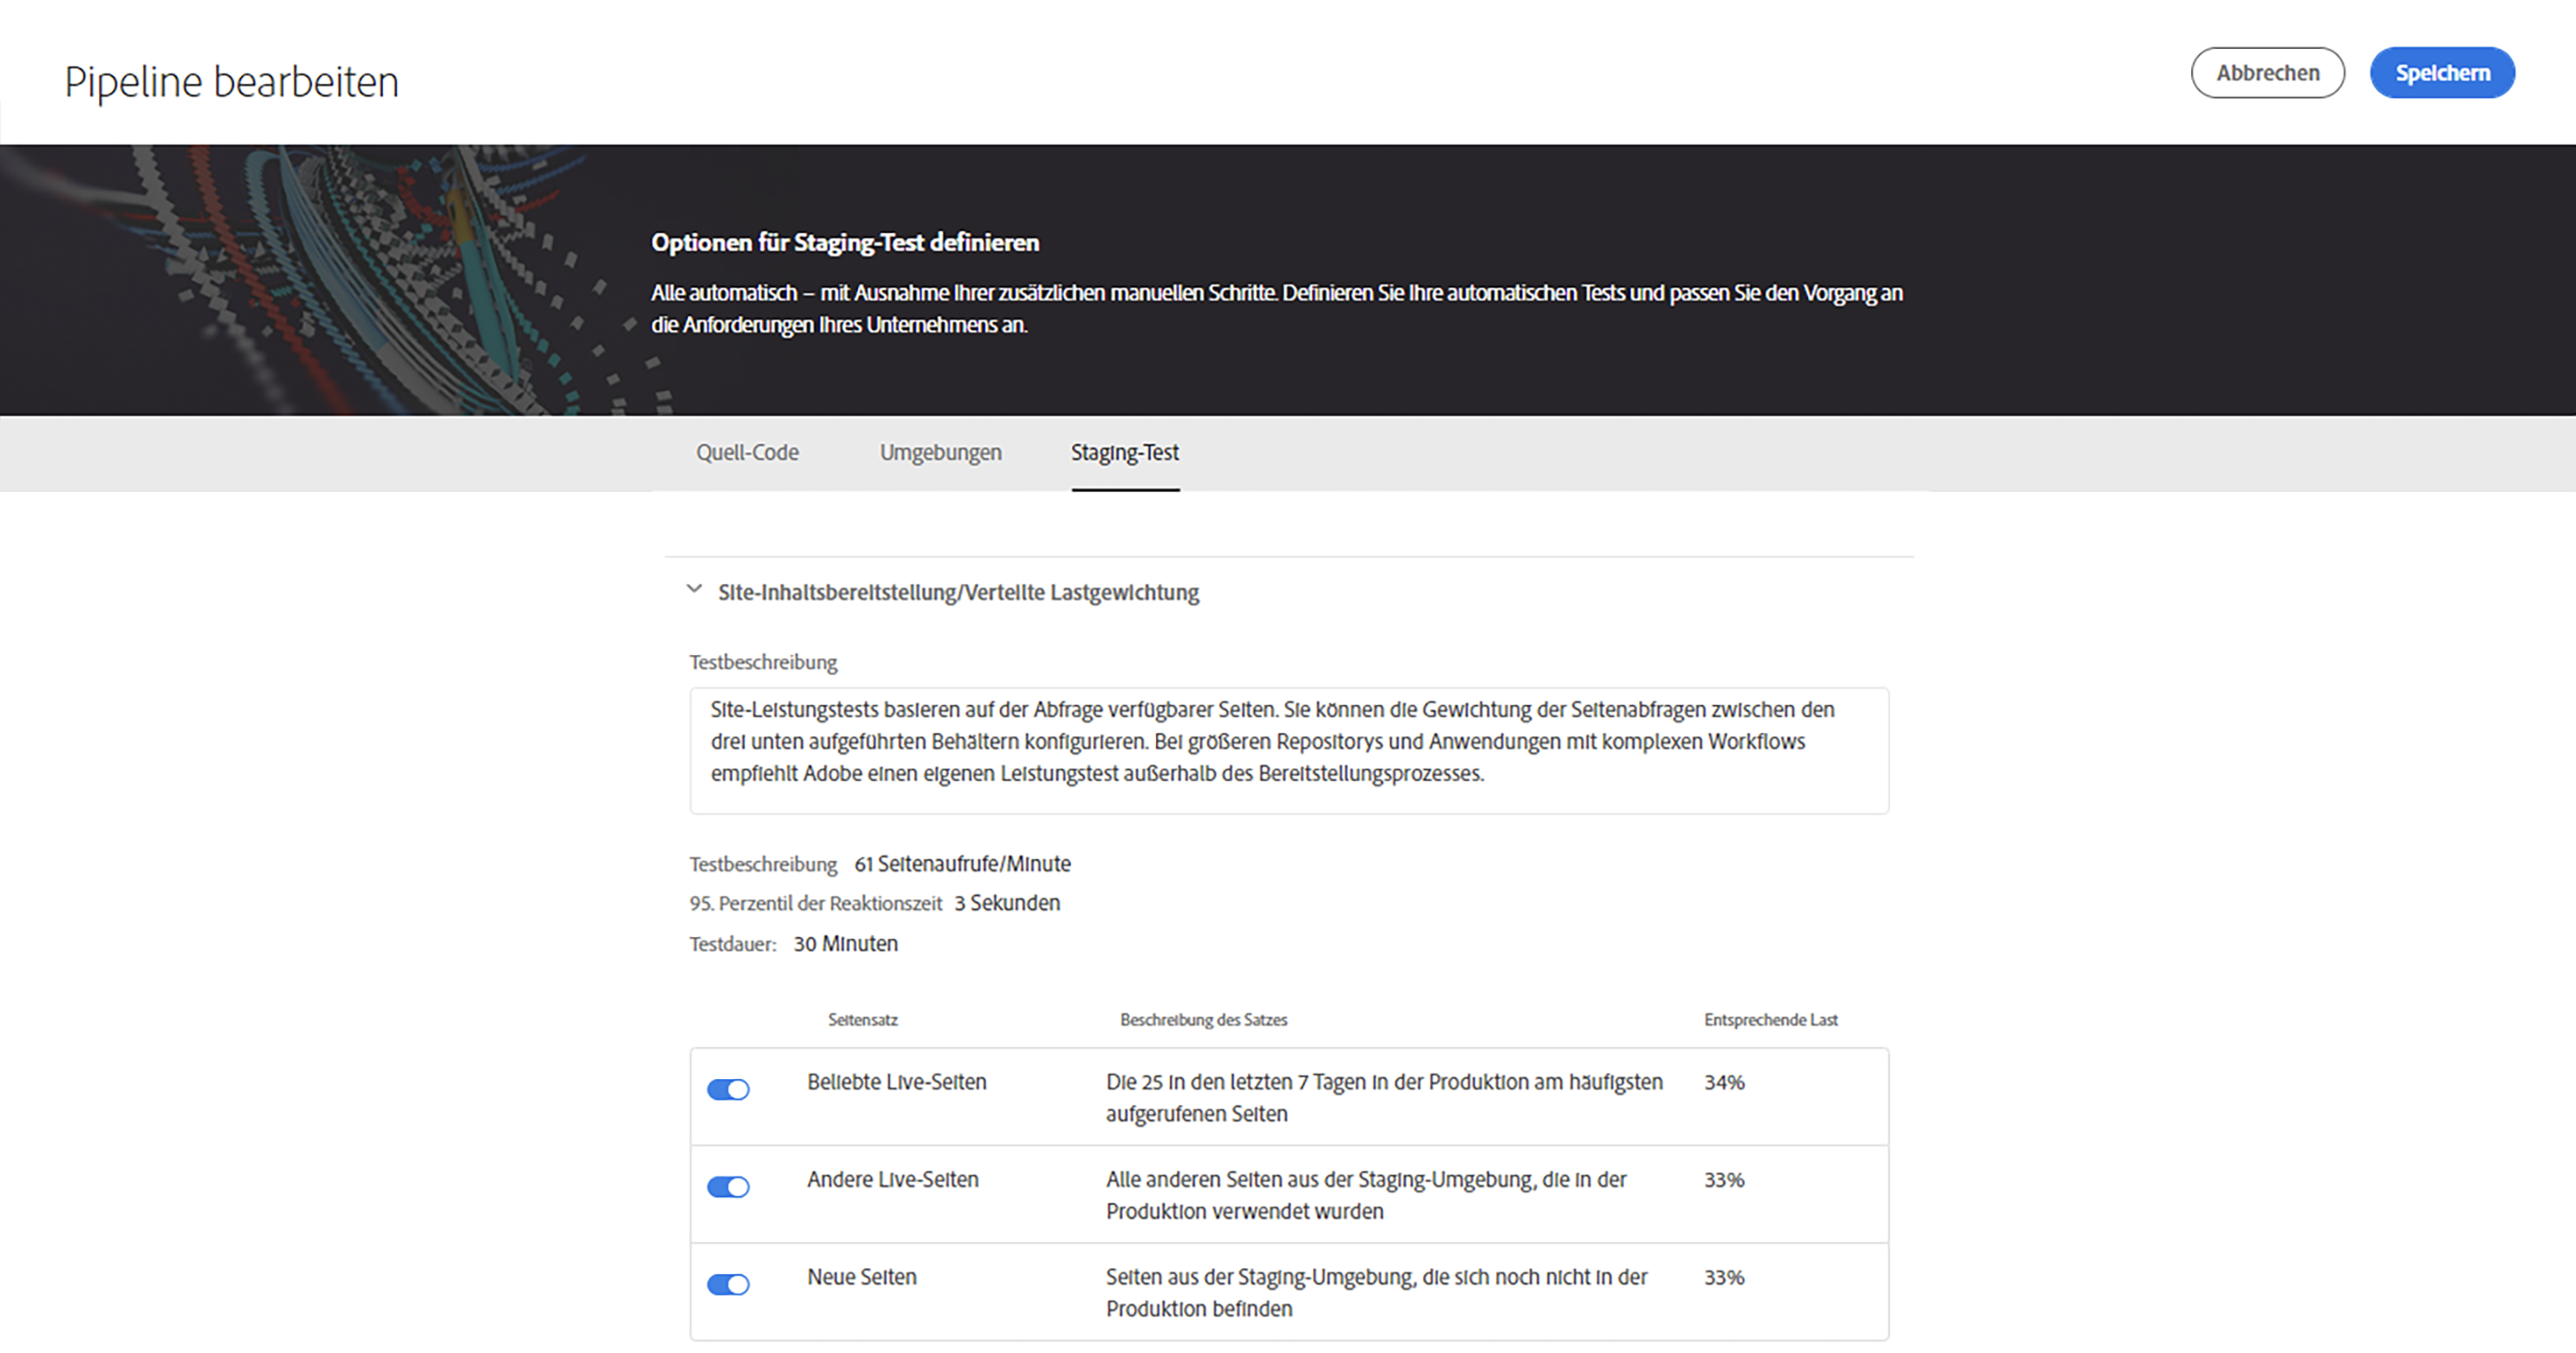 Pipeline bearbeiten
Abbrechen
Speichern
Optionen für Staging-Test definieren
Alle automatisch – mit Ausnahme Ihrer zusätzlichen manuellen Schritte. Definieren Sie Ihre automatischen Tests und passen Sie den Vorgang an
die Anforderungen Ihres Unternehmens an.
Quell-Code
Umgebungen
Staging-Test
Site-Inhaltsbereitstellung/Verteilte Lastgewichtung
Testbeschreibung
Site-Leistungstests basieren auf der Abfrage verfügbarer Seiten. Sie können die Gewichtung der Seitenabfragen zwischen den
drei unten aufgeführten Behältern konfigurieren. Bei größeren Repositorys und Anwendungen mit komplexen Workflows
empfiehlt Adobe einen eigenen Leistungstest außerhalb des Bereitstellungsprozesses.
Testbeschreibung 61 Seitenaufrufe/Minute
95. Perzentil der Reaktionszeit 3 Sekunden
Testdauer: 30 Minuten
Seitensatz
Beschreibung des Satzes
Entsprechende Last
Beliebte Live-Seiten
Die 25 in den letzten 7 Tagen in der Produktion am häufigsten
aufgerufenen Seiten
34%
Andere Live-Seiten
Alle anderen Seiten aus der Staging-Umgebung, die in der
Produktion verwendet wurden
33%
Neue Seiten
Seiten aus der Staging-Umgebung, die sich noch nicht in der
Produktion befinden
33%